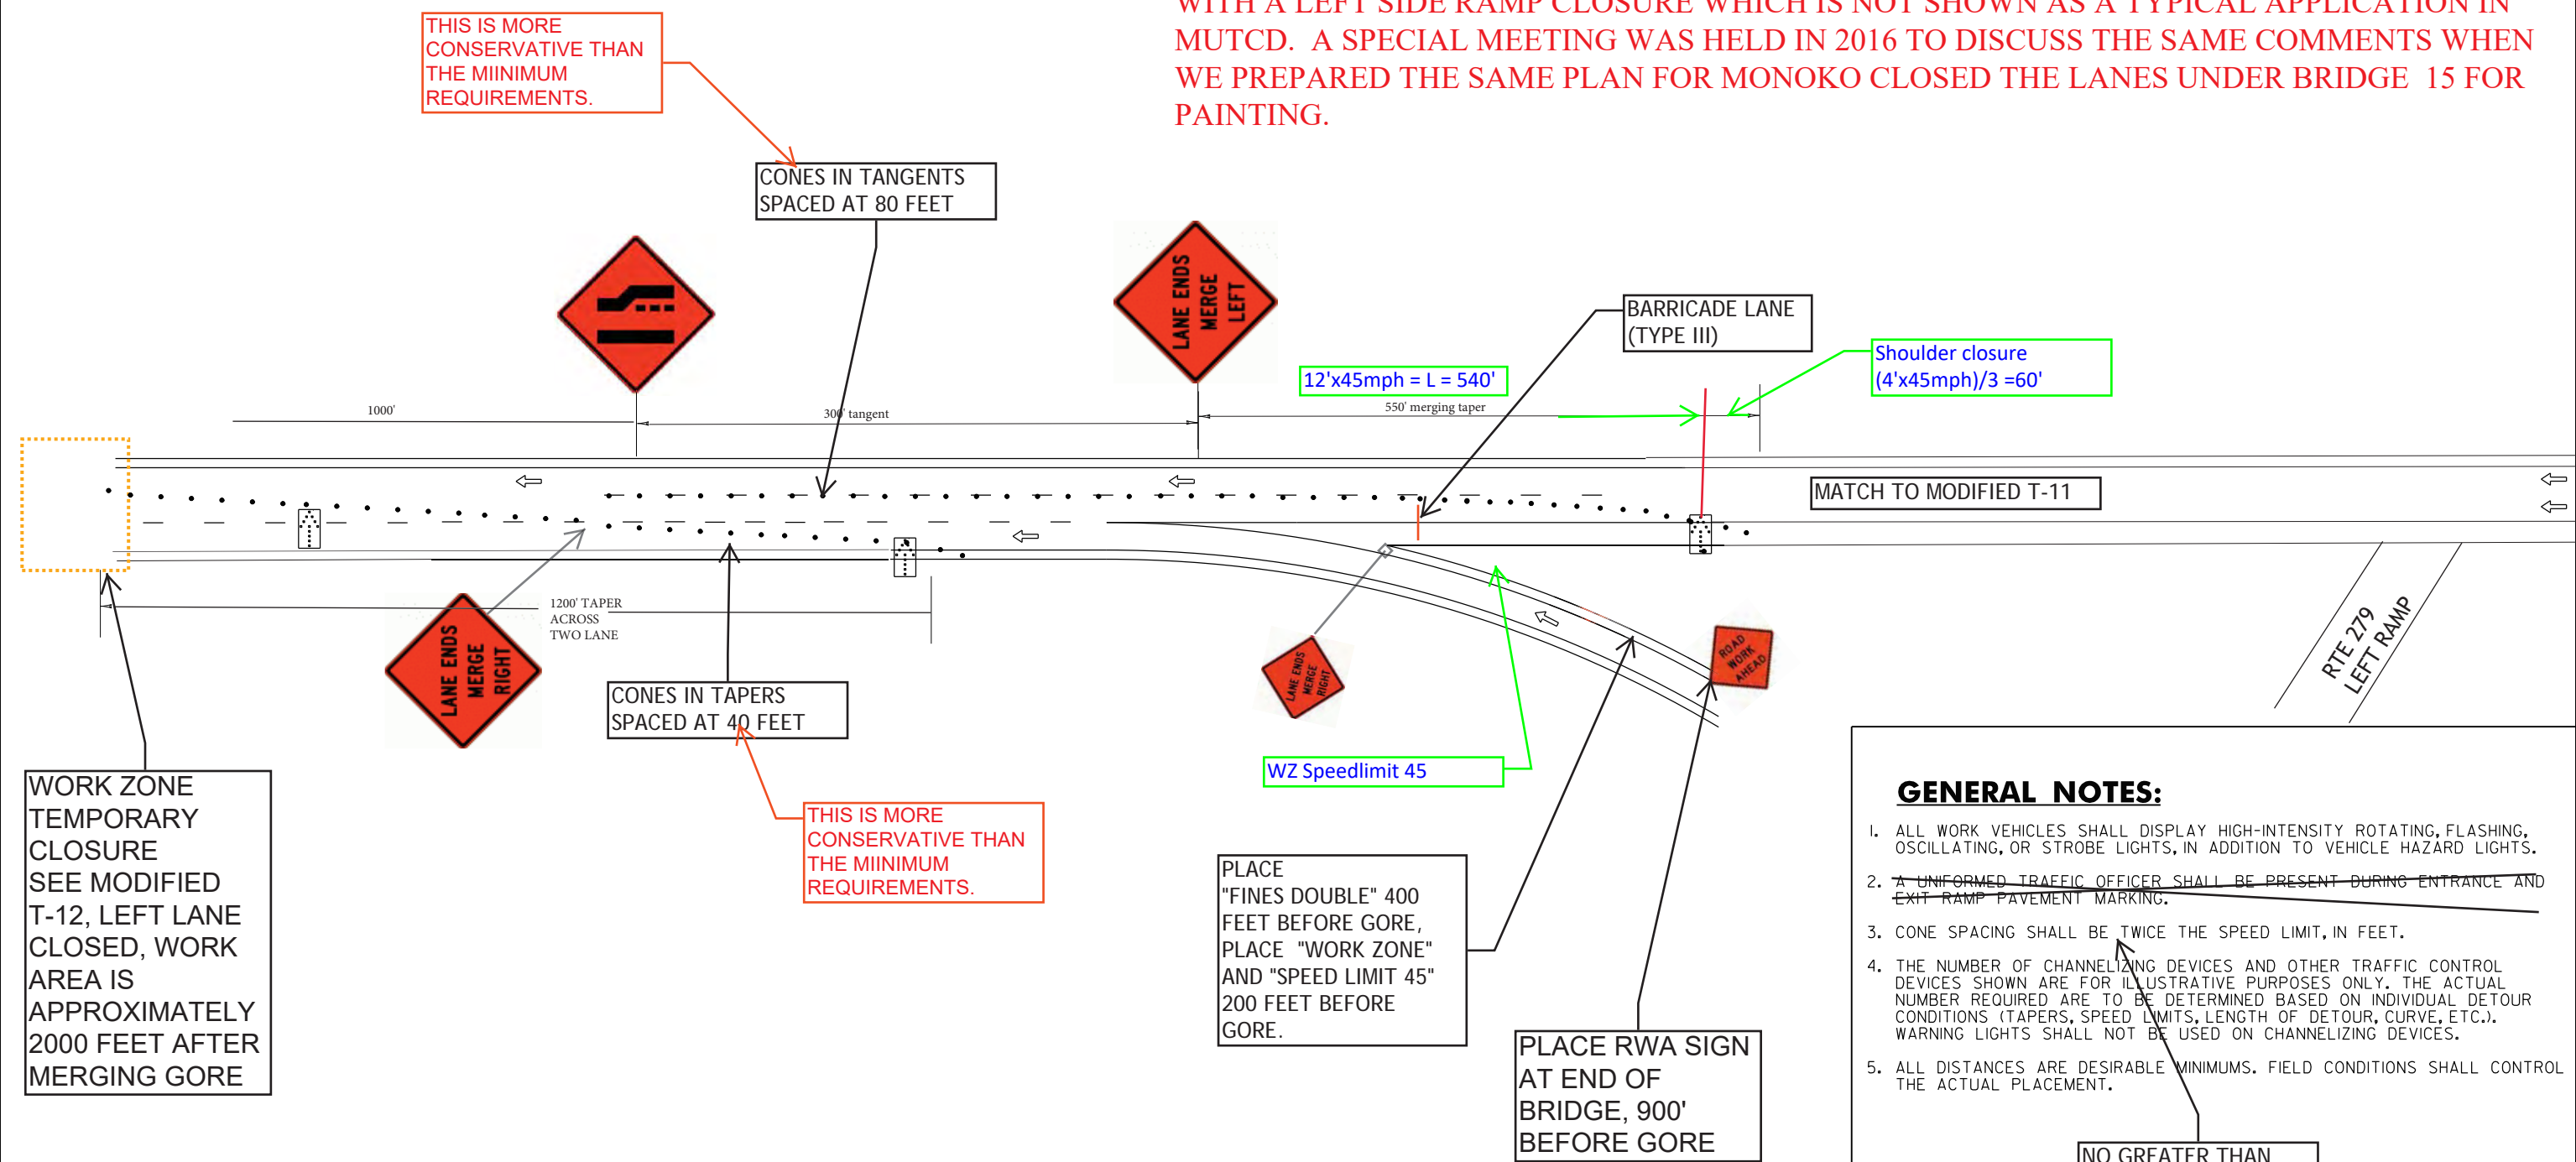 WITH A LEFT SIDE RAMP CLOSURE WHICH IS NOT SHOWN AS A TYPICAL APPLICATION IN
MUTCD. A SPECIAL MEETING WAS HELD IN 2016 TO DISCUSS THE SAME COMMENTS WHEN
WE PREPARED THE SAME PLAN FOR MONOKO CLOSED THE LANES UNDER BRIDGE 15 FOR
PAINTING.
THIS IS MORE
CONSERVATIVE THAN
THE MIINIMUM
REQUIREMENTS.
CONES IN TANGENTS
SPACED AT 80 FEET
LANE ENDS
MERGE
LEFT
BARRICADE LANE
(TYPE III)
Shoulder closure
(4'x45mph)/3 =60'
12'x45mph = L = 540'
1000'
300' tangent
550' merging taper
MATCH TO MODIFIED T-11
1200' TAPER
ACROSS
TWO LANE
LANE ENDS
MERGE
RIGHT
LANE ENDS
MERGE
RIGHT
ROAD
WORK
AHEAD
RTE 279
LEFT RAMP
CONES IN TAPERS
SPACED AT 40 FEET
WZ Speedlimit 45
THIS IS MORE
CONSERVATIVE THAN
THE MIINIMUM
REQUIREMENTS.
WORK ZONE
TEMPORARY
CLOSURE
SEE MODIFIED
T-12, LEFT LANE
CLOSED, WORK
AREA IS
APPROXIMATELY
2000 FEET AFTER
MERGING GORE
PLACE
"FINES DOUBLE" 400
FEET BEFORE GORE,
PLACE "WORK ZONE"
AND "SPEED LIMIT 45"
200 FEET BEFORE
GORE.
PLACE RWA SIGN
AT END OF
BRIDGE, 900'
BEFORE GORE
GENERAL NOTES:
1. ALL WORK VEHICLES SHALL DISPLAY HIGH-INTENSITY ROTATING, FLASHING,
OSCILLATING, OR STROBE LIGHTS, IN ADDITION TO VEHICLE HAZARD LIGHTS.
2. A UNIFORMED TRAFFIC OFFICER SHALL BE PRESENT DURING ENTRANCE AND
EXIT RAMP PAVEMENT MARKING.
3. CONE SPACING SHALL BE TWICE THE SPEED LIMIT, IN FEET.
4. THE NUMBER OF CHANNELIZING DEVICES AND OTHER TRAFFIC CONTROL
DEVICES SHOWN ARE FOR ILLUSTRATIVE PURPOSES ONLY. THE ACTUAL
NUMBER REQUIRED ARE TO BE DETERMINED BASED ON INDIVIDUAL DETOUR
CONDITIONS (TAPERS, SPEED LIMITS, LENGTH OF DETOUR, CURVE, ETC.).
WARNING LIGHTS SHALL NOT BE USED ON CHANNELIZING DEVICES.
5. ALL DISTANCES ARE DESIRABLE MINIMUMS. FIELD CONDITIONS SHALL CONTROL
THE ACTUAL PLACEMENT.
NO GREATER THAN